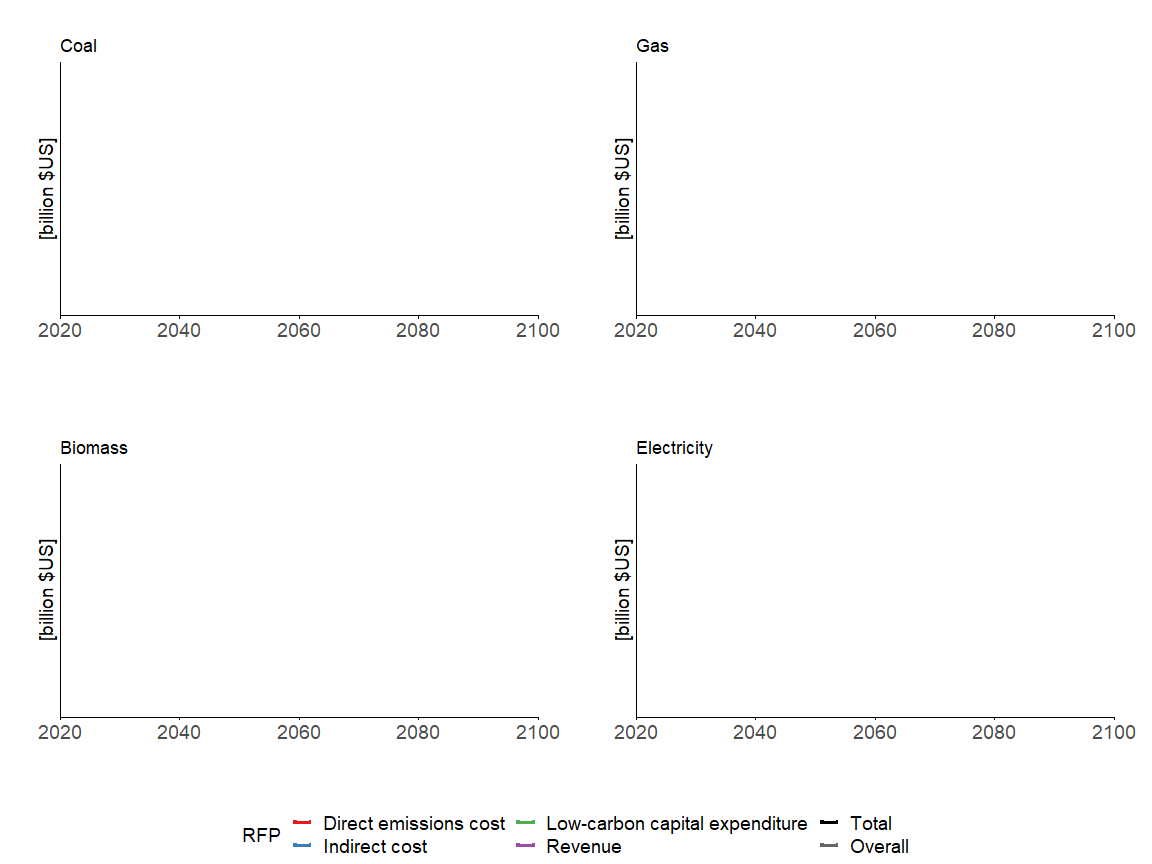 Coal
[billion $US]
2020 2040 2060 2080 2100
Gas
[billion $US]
2020 2040 2060 2080 2100
Biomass
[billion $US]
2020 2040 2060 2080 2100
Electricity
[billion $US]
2020 2040 2060 2080 2100
RFP
Direct emissions cost Low-carbon capital expenditure Total
Indirect cost Revenue Overall